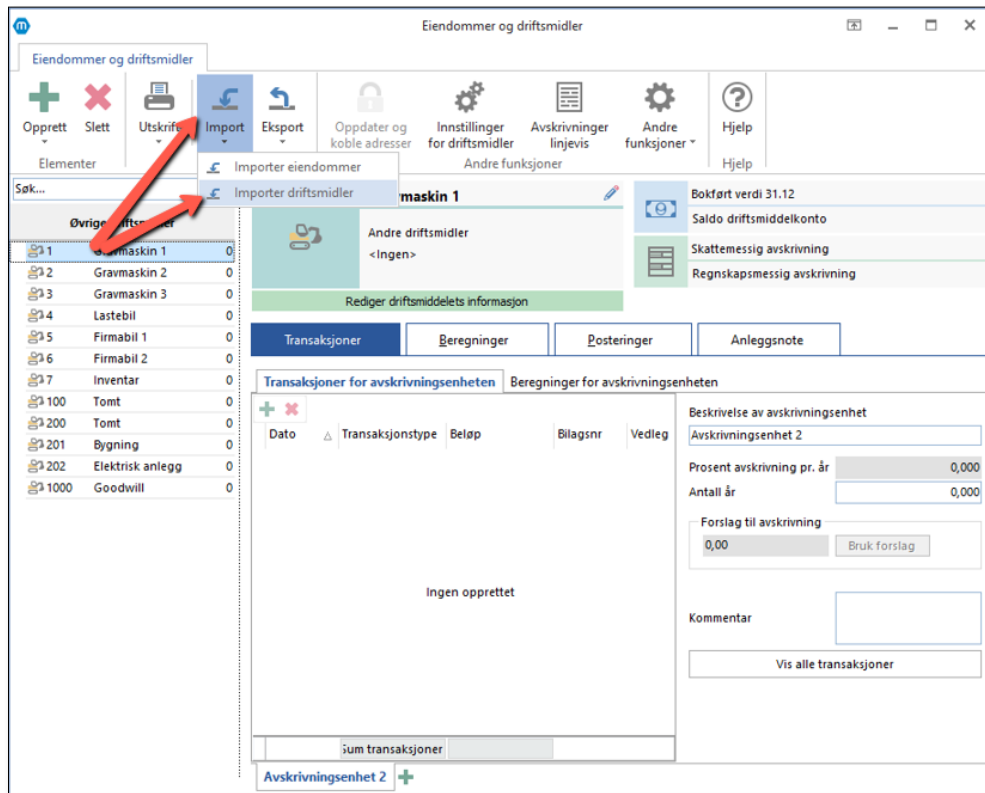 Eiendommer og driftsmidler
Eiendommer og driftsmidler
Opprett Slett Utskrift Import Eksport Oppdater og koble adresser Innstillinger for driftsmidler Avskrivninger linjevis Andre funksjoner Hjelp
Elementer Andre funksjoner Hjelp
Importer eiendommer
Importer driftsmidler
Søk...
Øvrige driftsmidler
1 Gravmaskin 1 0
2 Gravmaskin 2 0
3 Gravmaskin 3 0
4 Lastebil 0
5 Firmabil 1 0
6 Firmabil 2 0
7 Inventar 0
100 Tomt 0
200 Tomt 0
201 Bygning 0
202 Elektrisk anlegg 0
1000 Goodwill 0
maskin 1
Andre driftsmidler
<Ingen>
Rediger driftsmiddelets informasjon
Bokført verdi 31.12
Saldo driftsmiddelkonto
Skattemessig avskrivning
Regnskapsmessig avskrivning
Transaksjoner Beregninger Posteringer Anleggsnote
Transaksjoner for avskrivningsenheten Beregninger for avskrivningsenheten
Dato Transaksjonstype Beløp Bilagsnr Vedleg
Ingen opprettet
Sum transaksjoner
Avskrivningsenhet 2
Beskrivelse av avskrivningsenhet
Avskrivningsenhet 2
Prosent avskrivning pr. år 0,000
Antall år 0,000
Forslag til avskrivning
0,00 Bruk forslag
Kommentar
Vis alle transaksjoner